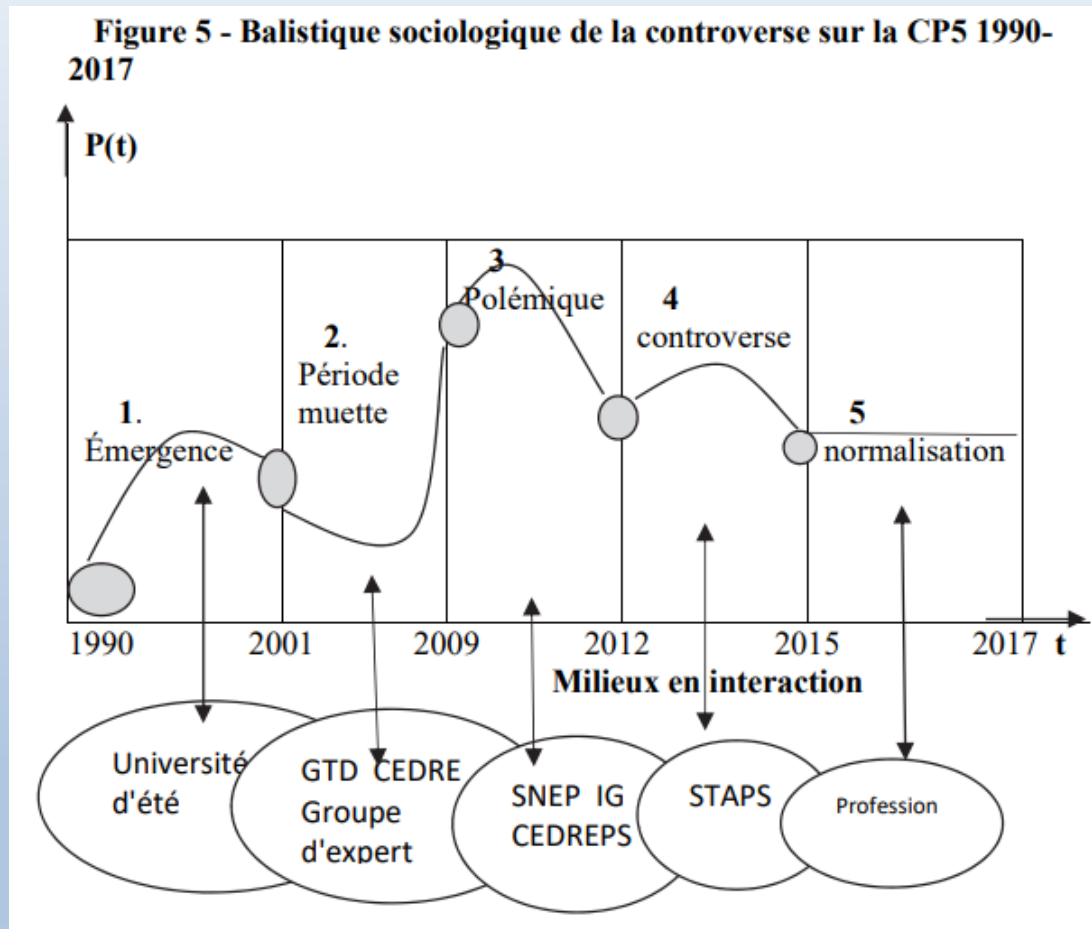 Figure 5 - Balistique sociologique de la controverse sur la CP5 1990-
2017
P(t)
1.
Émergence
2.
Période
muette
3
Polémique
4
controverse
5
normalisation
1990 2001 2009 2012 2015 2017 t
Milieux en interaction
Université
d'été
GTD CEDRE
Groupe
d'expert
SNEP IG
CEDREPS
STAPS
Profession